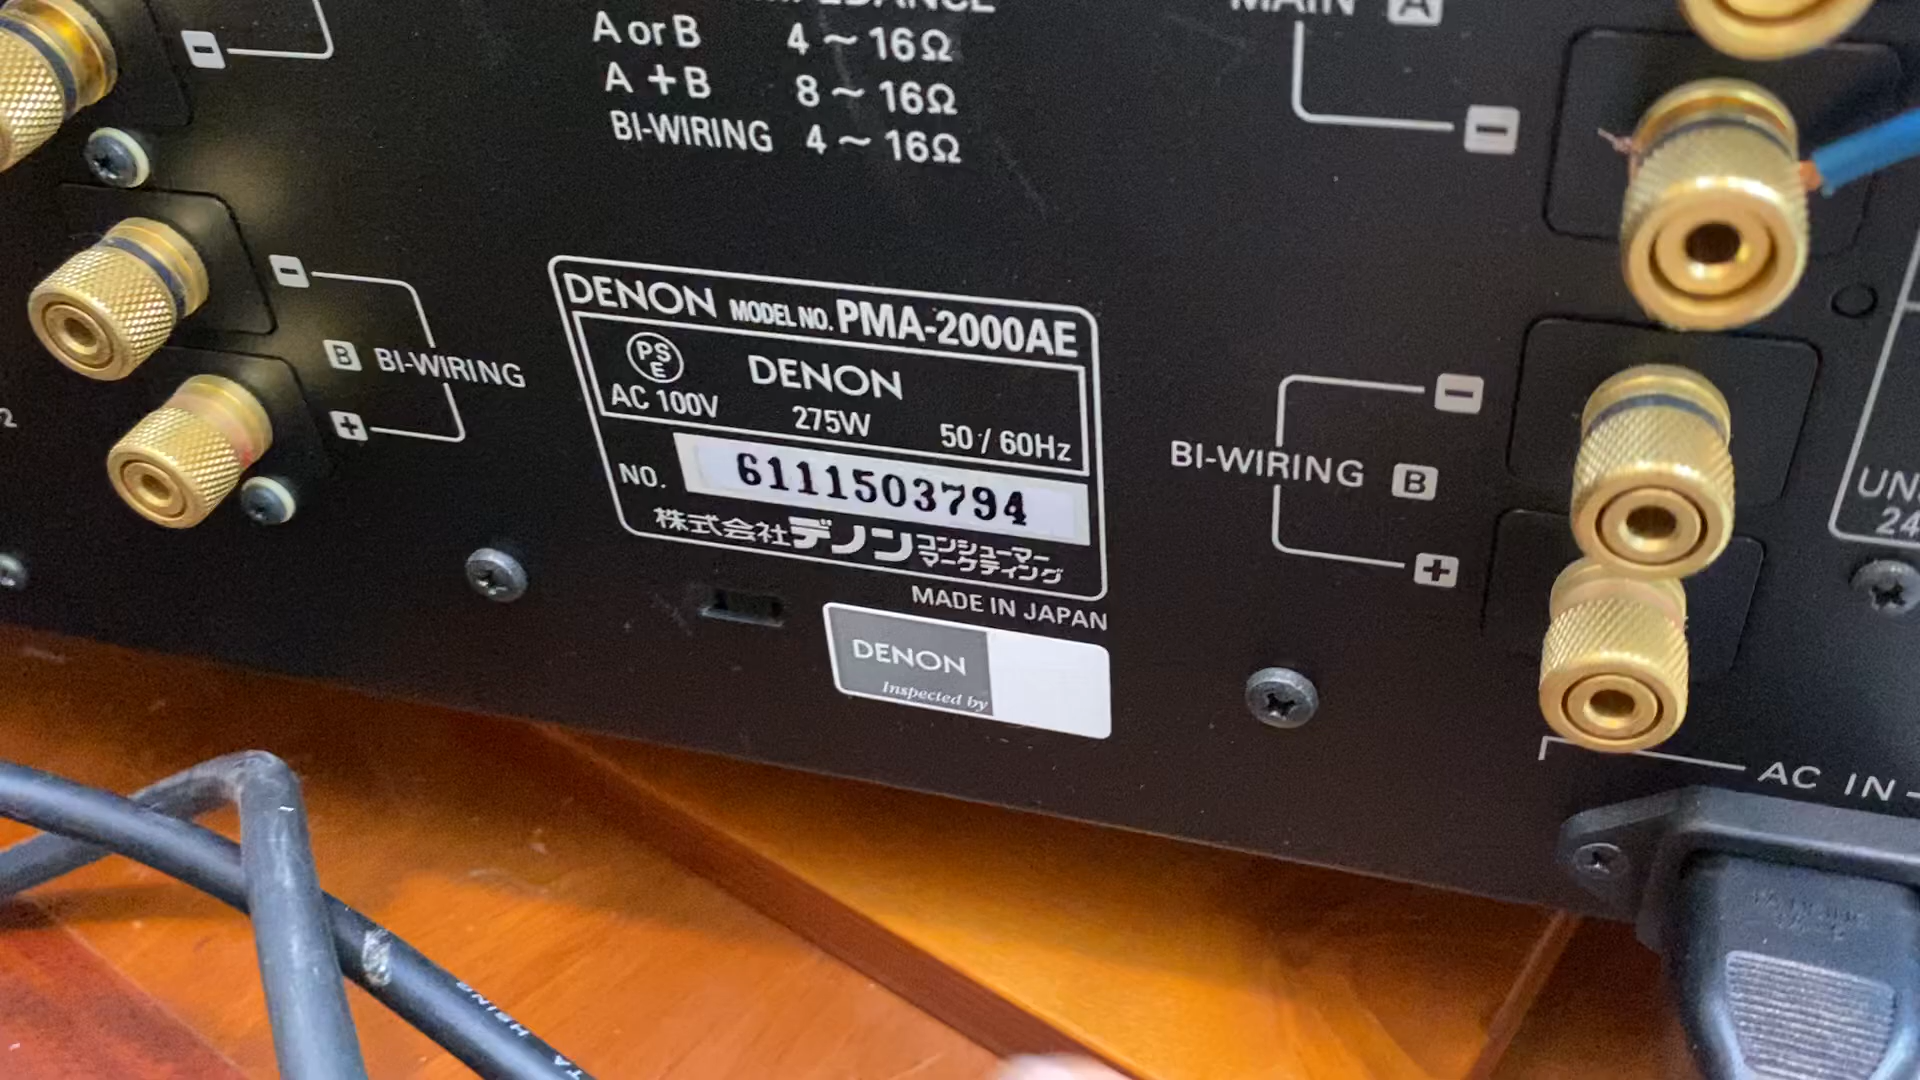 A or B 4 ~ 16Ω
A + B 8 ~ 16Ω
BI-WIRING 4 ~ 16Ω
MAIN A
B BI-WIRING
DENON MODEL NO. PMA-2000AE
PS
E
DENON
AC 100V 275W 50 / 60Hz
NO. 6111503794
株式会社デノン コンシューマー
マーケティング
MADE IN JAPAN
DENON
Inspected by
BI-WIRING B
AC IN